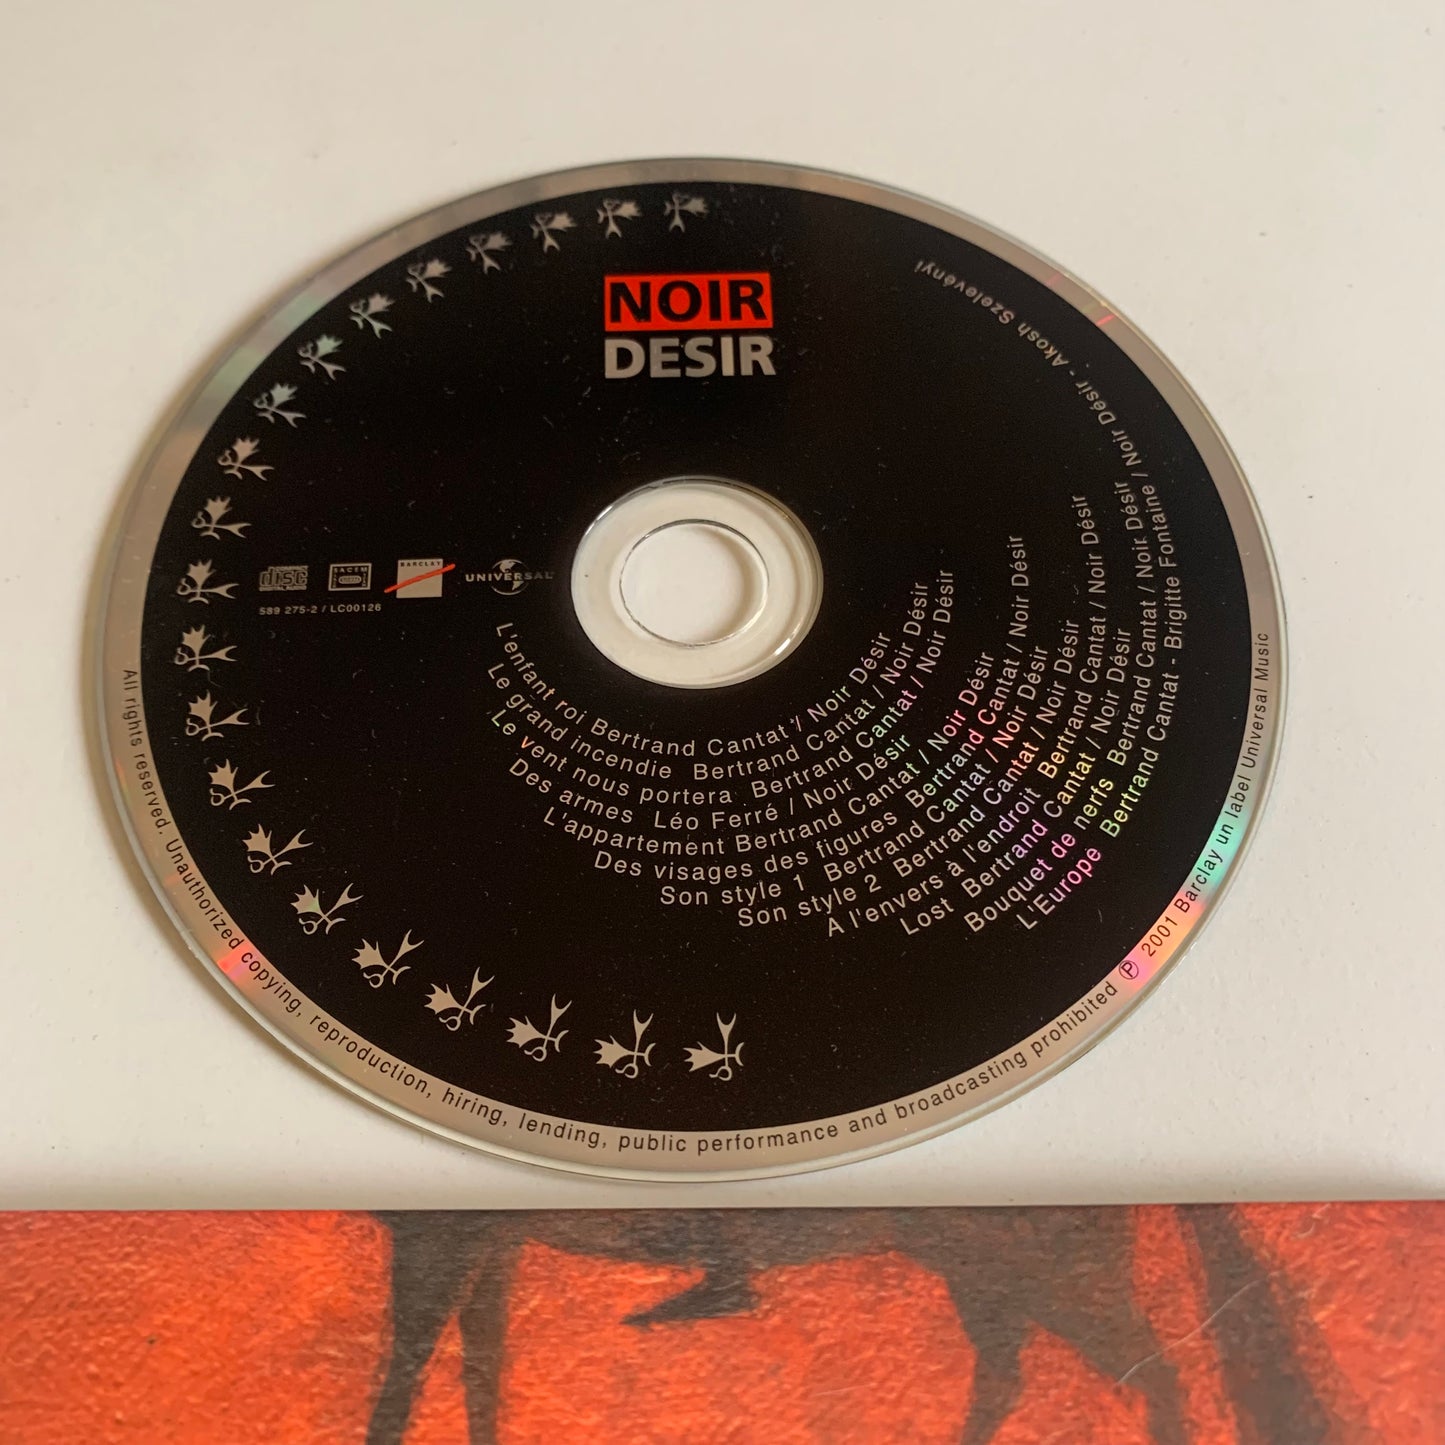 NOIR
DESIR
COMPACT
disc
DIGITAL AUDIO
SACEM
BARCLAY
UNIVERSAL
589 275-2 / LC00126
L'enfant roi Bertrand Cantat / Noir Désir
Le grand incendie Bertrand Cantat / Noir Désir
Le vent nous portera Bertrand Cantat / Noir Désir
Des armes Léo Ferré / Noir Désir
L'appartement Bertrand Cantat / Noir Désir
Des visages des figures Bertrand Cantat / Noir Désir
Son style 1 Bertrand Cantat / Noir Désir
Son style 2 Bertrand Cantat / Noir Désir
A l'envers à l'endroit Bertrand Cantat / Noir Désir
Lost Bertrand Cantat / Noir Désir
Bouquet de nerfs Bertrand Cantat / Noir Désir
L'Europe Bertrand Cantat - Brigitte Fontaine / Noir Désir - Akosh Szelevényi
All rights reserved. Unauthorized copying, reproduction, hiring, lending, public performance and broadcasting prohibited ℗ 2001 Barclay un label Universal Music